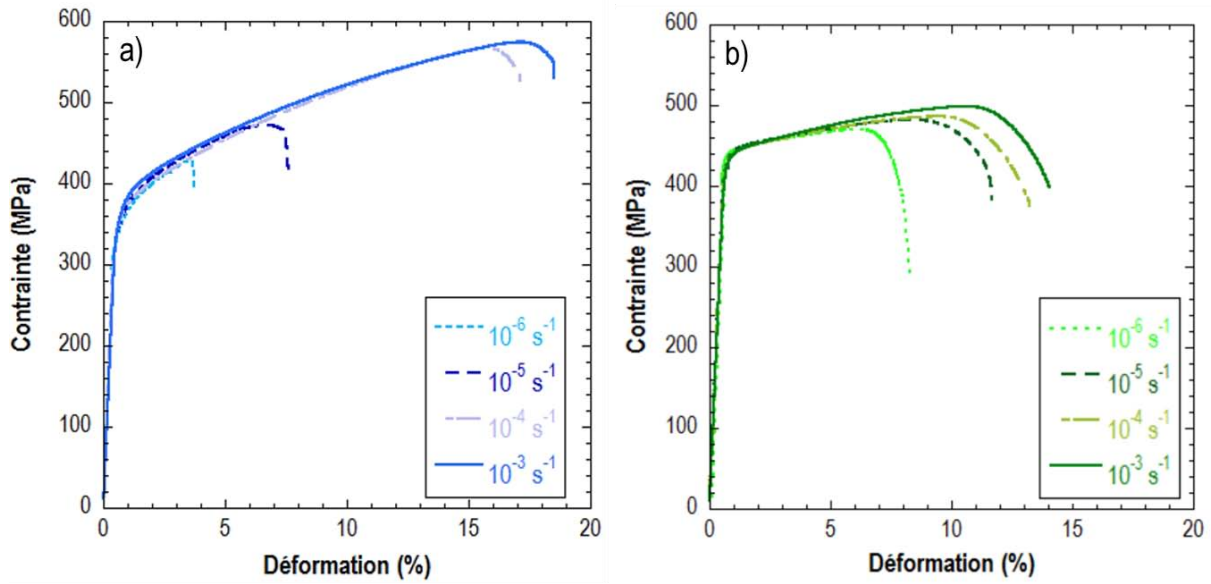 a)
600
500
400
300
200
100
0
Contrainte (MPa)
10⁻⁶ s⁻¹
10⁻⁵ s⁻¹
10⁻⁴ s⁻¹
10⁻³ s⁻¹
0 5 10 15 20
Déformation (%)
b)
600
500
400
300
200
100
0
Contrainte (MPa)
10⁻⁶ s⁻¹
10⁻⁵ s⁻¹
10⁻⁴ s⁻¹
10⁻³ s⁻¹
0 5 10 15 20
Déformation (%)